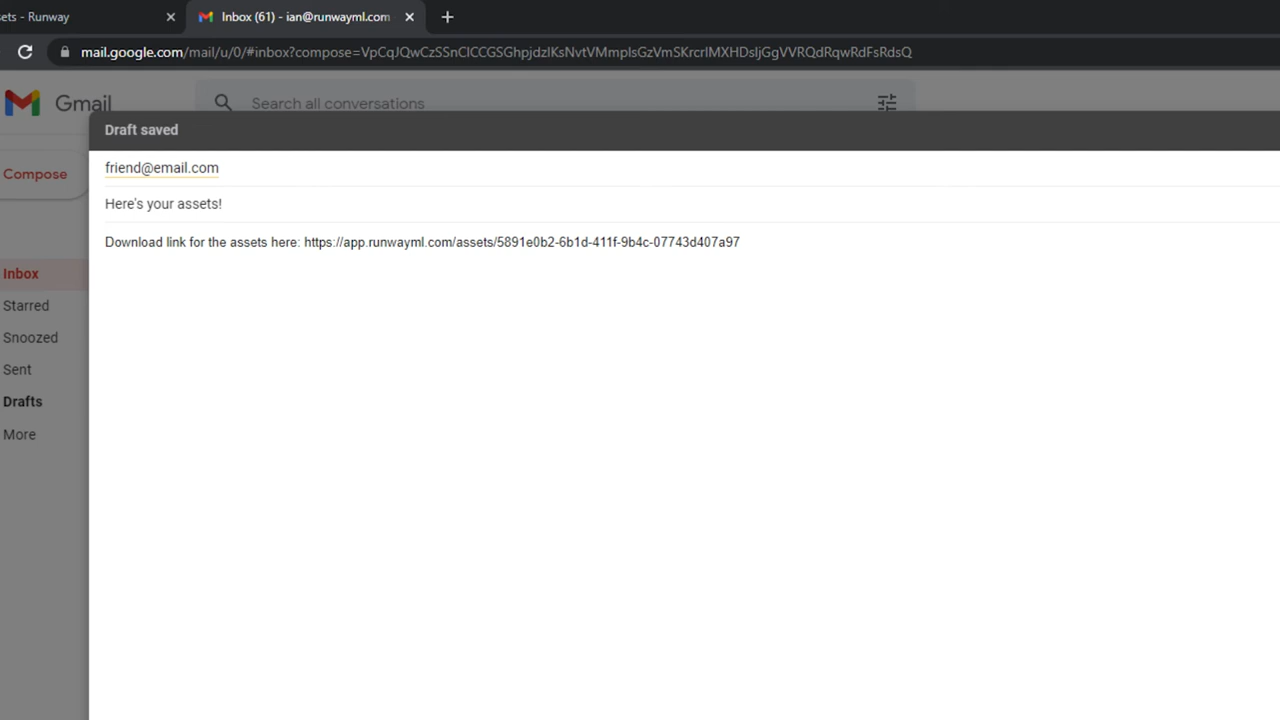 ets - Runway
Inbox (61) - ian@runwayml.com
mail.google.com/mail/u/0/#inbox?compose=VpCqJQwCzSSnClCCGSGhpjdzlKsNvtVMmplsGzVmSKrcrlMXHDsljGgVVRQdRqwRdFsRdsQ
Gmail
Search all conversations
Draft saved
friend@email.com
Compose
Here's your assets!
Download link for the assets here: https://app.runwayml.com/assets/5891e0b2-6b1d-411f-9b4c-07743d407a97
Inbox
Starred
Snoozed
Sent
Drafts
More